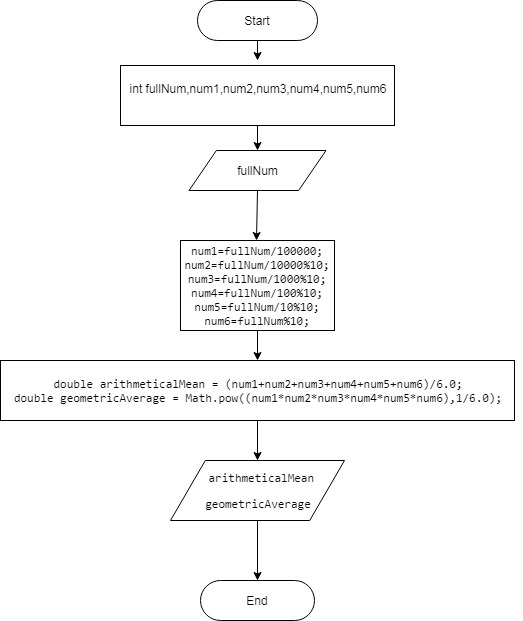 Start
int fullNum,num1,num2,num3,num4,num5,num6
fullNum
num1=fullNum/100000;
num2=fullNum/10000%10;
num3=fullNum/1000%10;
num4=fullNum/100%10;
num5=fullNum/10%10;
num6=fullNum%10;
double arithmeticalMean = (num1+num2+num3+num4+num5+num6)/6.0;
double geometricAverage = Math.pow((num1*num2*num3*num4*num5*num6),1/6.0);
arithmeticalMean
geometricAverage
End